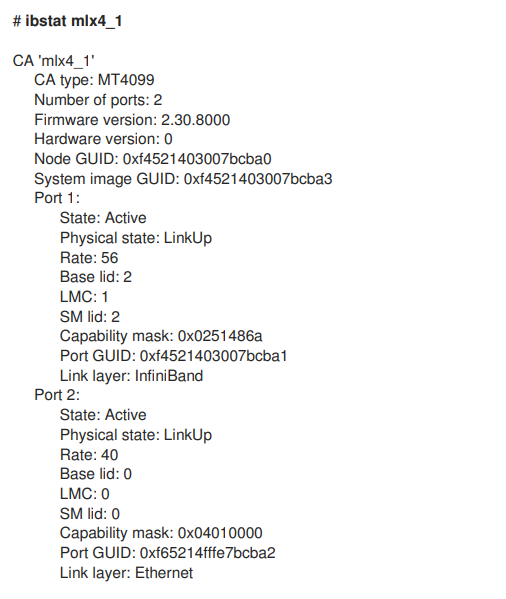 # ibstat mlx4_1
CA 'mlx4_1'
CA type: MT4099
Number of ports: 2
Firmware version: 2.30.8000
Hardware version: 0
Node GUID: 0xf4521403007bcba0
System image GUID: 0xf4521403007bcba3
Port 1:
State: Active
Physical state: LinkUp
Rate: 56
Base lid: 2
LMC: 1
SM lid: 2
Capability mask: 0x0251486a
Port GUID: 0xf4521403007bcba1
Link layer: InfiniBand
Port 2:
State: Active
Physical state: LinkUp
Rate: 40
Base lid: 0
LMC: 0
SM lid: 0
Capability mask: 0x04010000
Port GUID: 0xf65214fffe7bcba2
Link layer: Ethernet